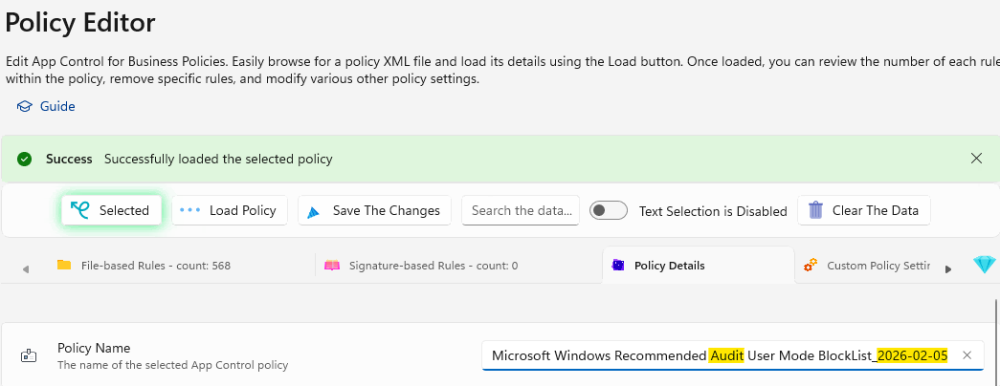 Policy Editor
Edit App Control for Business Policies. Easily browse for a policy XML file and load its details using the Load button. Once loaded, you can review the number of each rule
within the policy, remove specific rules, and modify various other policy settings.
Guide
Success Successfully loaded the selected policy
Selected Load Policy Save The Changes Search the data... Text Selection is Disabled Clear The Data
File-based Rules - count: 568 Signature-based Rules - count: 0 Policy Details Custom Policy Settin
Policy Name
The name of the selected App Control policy
Microsoft Windows Recommended Audit User Mode BlockList_2026-02-05